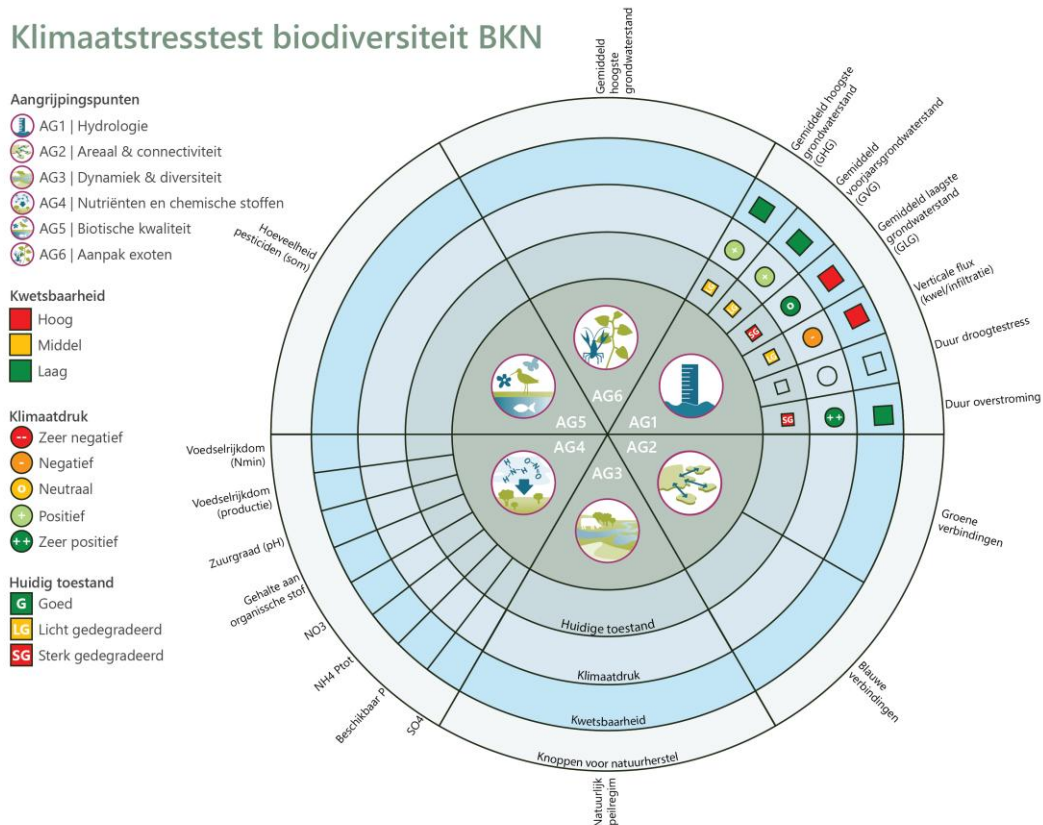 Klimaatstresstest biodiversiteit BKN
Aangrijpingspunten
AG1 | Hydrologie
AG2 | Areaal & connectiviteit
AG3 | Dynamiek & diversiteit
AG4 | Nutriënten en chemische stoffen
AG5 | Biotische kwaliteit
AG6 | Aanpak exoten
Kwetsbaarheid
Hoog
Middel
Laag
Klimaatdruk
-- Zeer negatief
- Negatief
o Neutraal
+ Positief
++ Zeer positief
Huidig toestand
G Goed
LG Licht gedegradeerd
SG Sterk gedegradeerd
Gemiddeld
hoogste
grondwaterstand
Gemiddeld hoogste
grondwaterstand
(GHG)
Gemiddeld
voorjaarsgrondwaterstand
(GVG)
Gemiddeld laagste
grondwaterstand
(GLG)
Verticale flux
(kwel/infiltratie)
Duur droogtestress
Duur overstroming
Groene
verbindingen
Blauwe
verbindingen
Natuurlijk
peilregim
SO4
Beschikbaar P
NH4 Ptot
NO3
Gehalte aan
organissche stof
Zuurgraad (pH)
Voedselrijkdom
(productie)
Voedselrijkdom
(Nmin)
Hoeveelheid
pesticiden (som)
+
+
o
-
++
LG
LG
SG
LG
SG
AG6
AG1
AG5
AG4
AG2
AG3
H
N
H
H
O
N
O
Huidige toestand
Klimaatdruk
Kwetsbaarheid
Knoppen voor natuurherstel